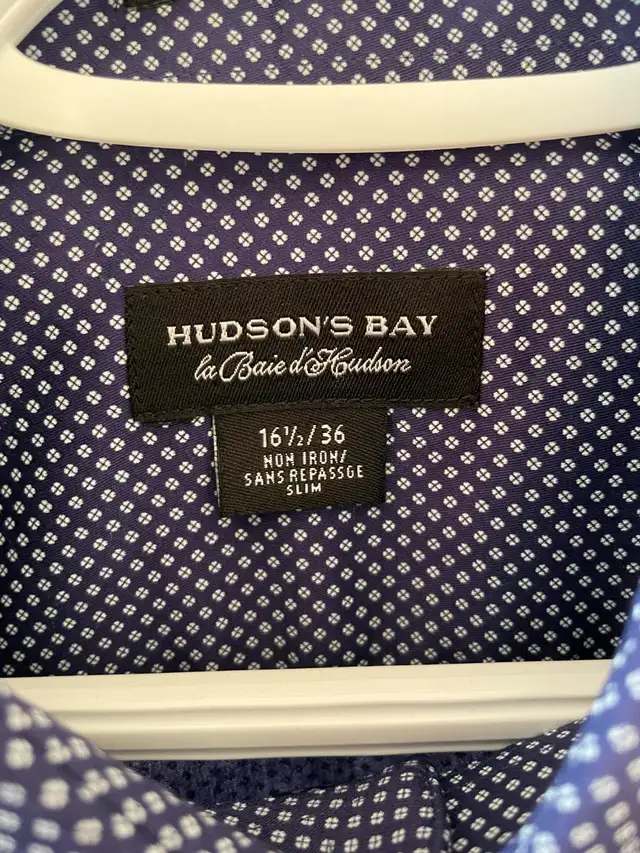 HUDSON'S BAY
la Baie d'Hudson
16½/36
NON IRON/
SANS REPASSGE
SLIM